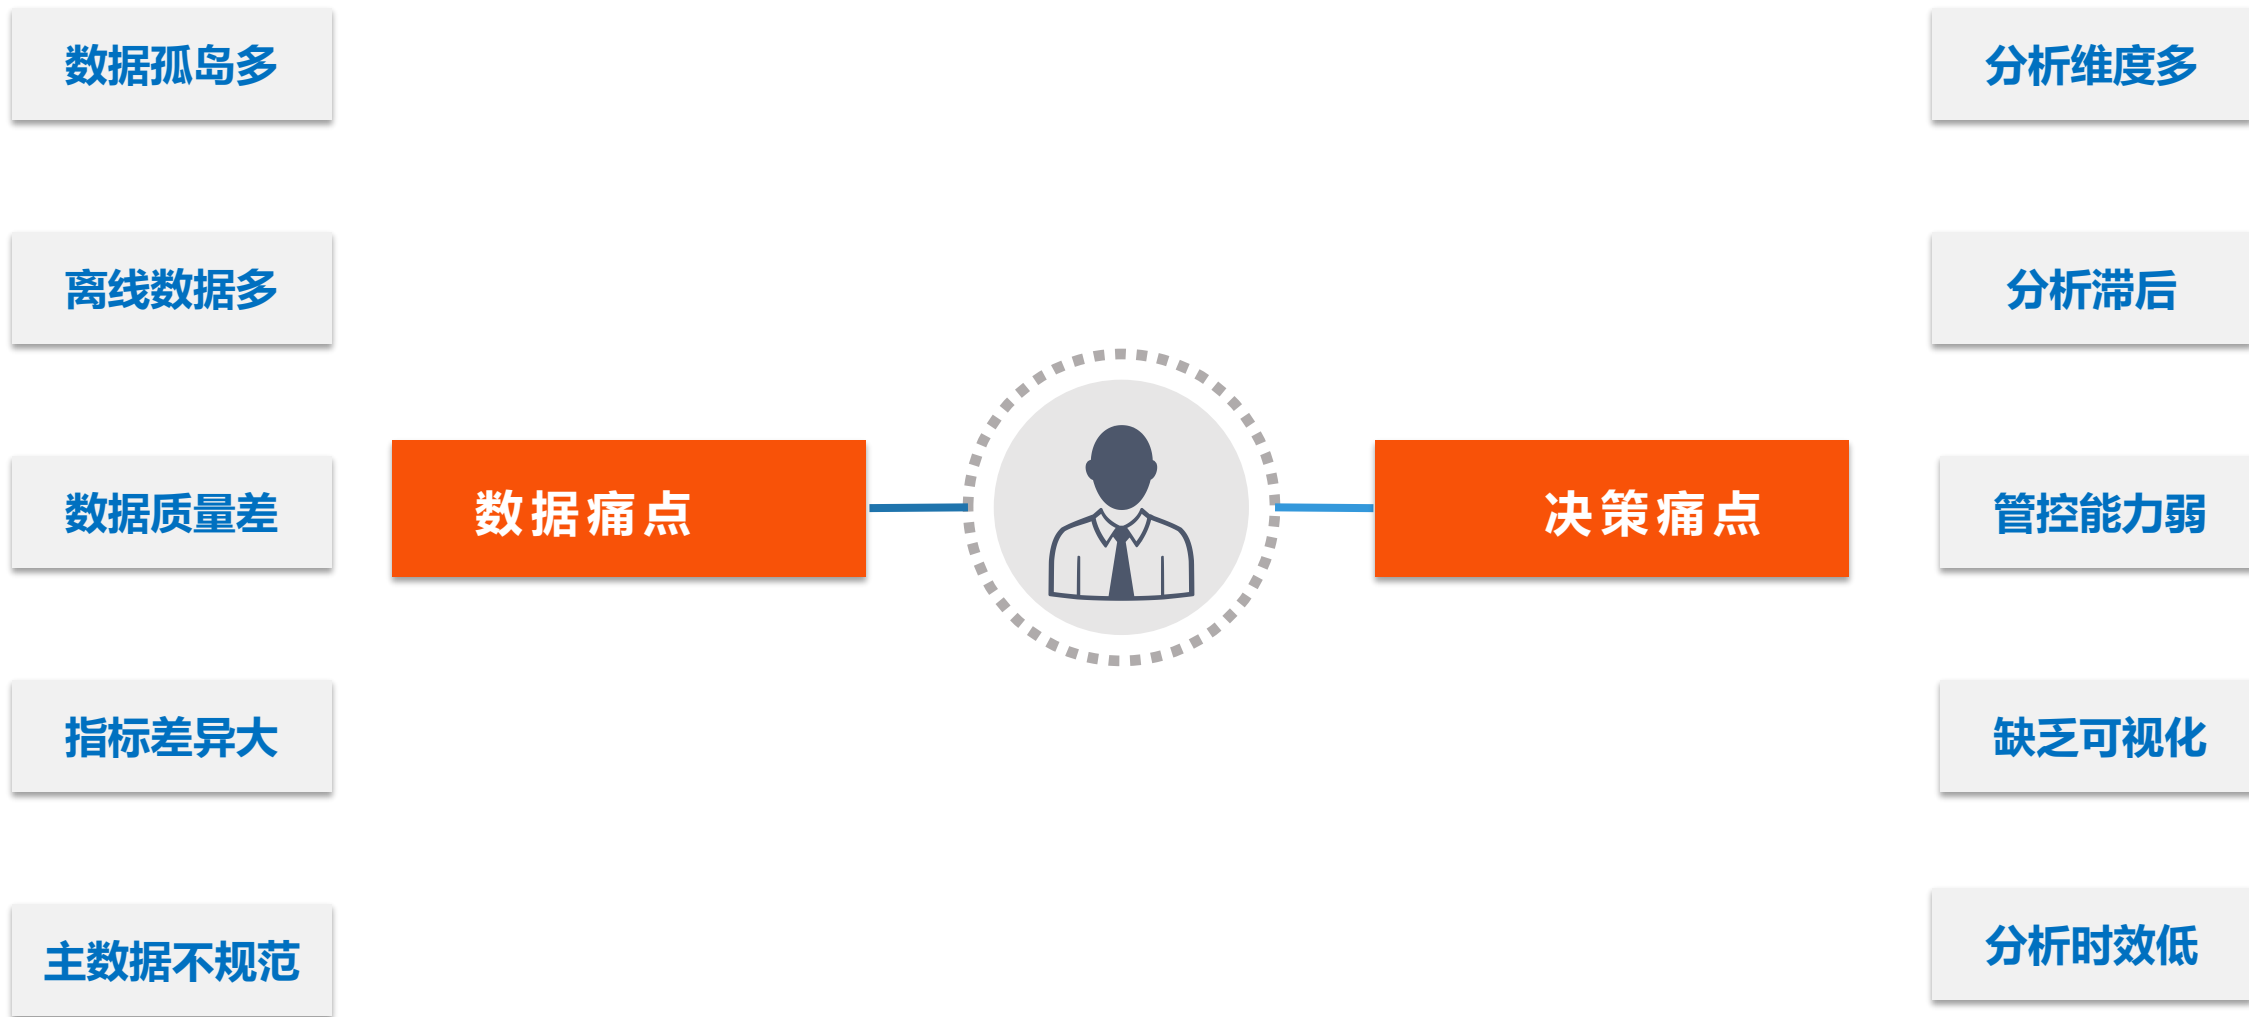 数据孤岛多
离线数据多
数据质量差
指标差异大
主数据不规范
数据痛点
决策痛点
分析维度多
分析滞后
管控能力弱
缺乏可视化
分析时效低